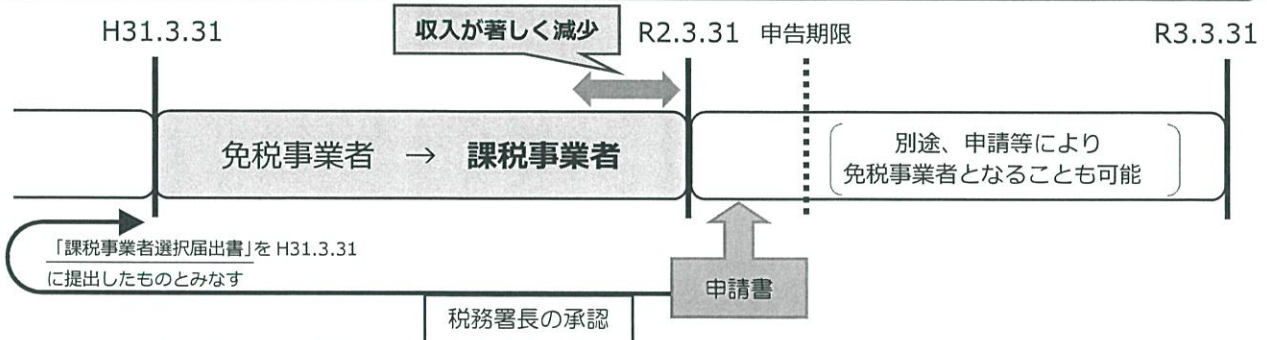 収入が著しく減少
H31.3.31
R2.3.31
申告期限
R3.3.31
免税事業者 → 課税事業者
別途、申請等により
免税事業者となることも可能
「課税事業者選択届出書」を H31.3.31
に提出したものとみなす
申請書
税務署長の承認